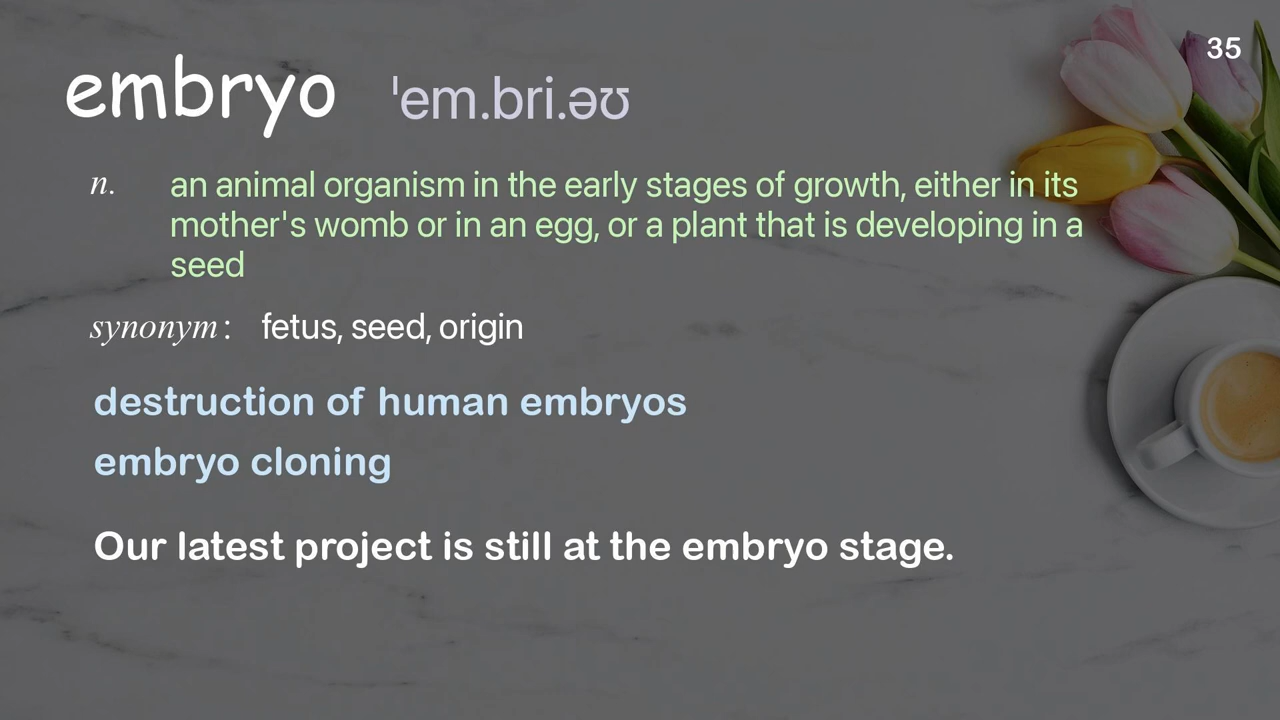 35
embryo ˈem.bri.əʊ
n. an animal organism in the early stages of growth, either in its
mother's womb or in an egg, or a plant that is developing in a
seed
synonym: fetus, seed, origin
destruction of human embryos
embryo cloning
Our latest project is still at the embryo stage.